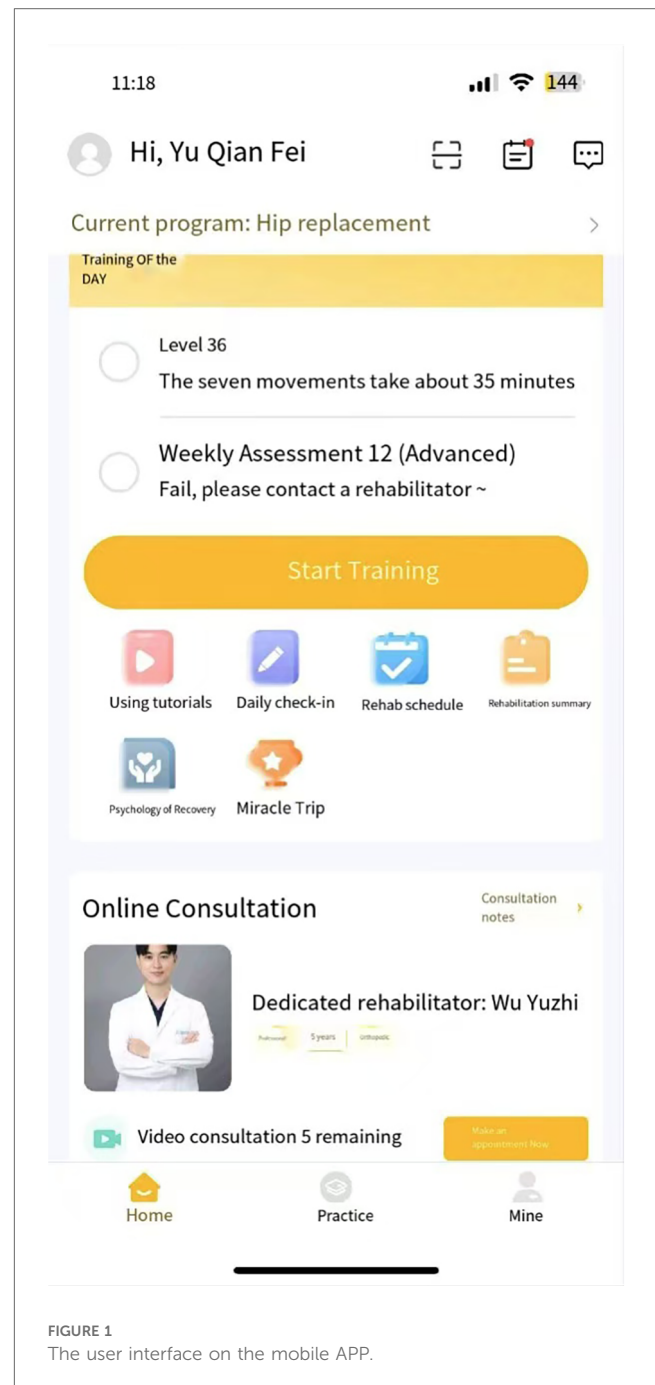 11:18
144
Hi, Yu Qian Fei
Current program: Hip replacement
Training OF the
DAY
Level 36
The seven movements take about 35 minutes
Weekly Assessment 12 (Advanced)
Fail, please contact a rehabilitator ~
Start Training
Using tutorials Daily check-in Rehab schedule Rehabilitation summary
Psychology of Recovery Miracle Trip
Online Consultation
Consultation
notes
Dedicated rehabilitator: Wu Yuzhi
5 years Orthopedic
Video consultation 5 remaining
Make an
appointment Now
Home Practice Mine
FIGURE 1
The user interface on the mobile APP.